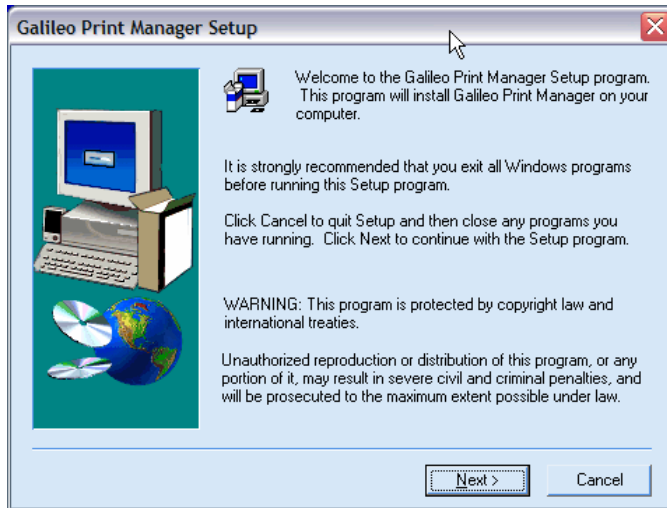 Galileo Print Manager Setup
Welcome to the Galileo Print Manager Setup program.
This program will install Galileo Print Manager on your
computer.
It is strongly recommended that you exit all Windows programs
before running this Setup program.
Click Cancel to quit Setup and then close any programs you
have running. Click Next to continue with the Setup program.
WARNING: This program is protected by copyright law and
international treaties.
Unauthorized reproduction or distribution of this program, or any
portion of it, may result in severe civil and criminal penalties, and
will be prosecuted to the maximum extent possible under law.
Next >
Cancel